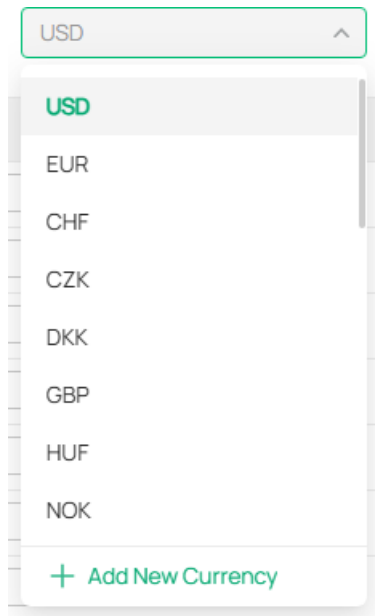 USD
USD
EUR
CHF
CZK
DKK
GBP
HUF
NOK
Add New Currency